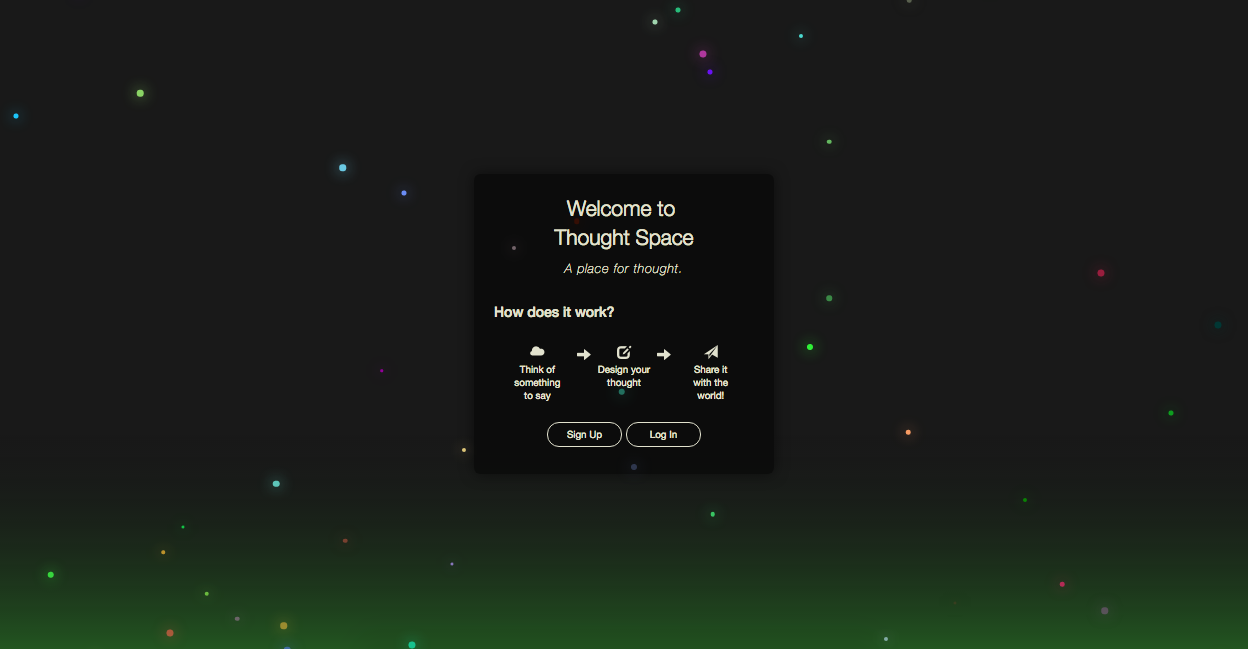 Welcome to
Thought Space
A place for thought.
How does it work?
Think of
something
to say
Design your
thought
Share it
with the
world!
Sign Up
Log In